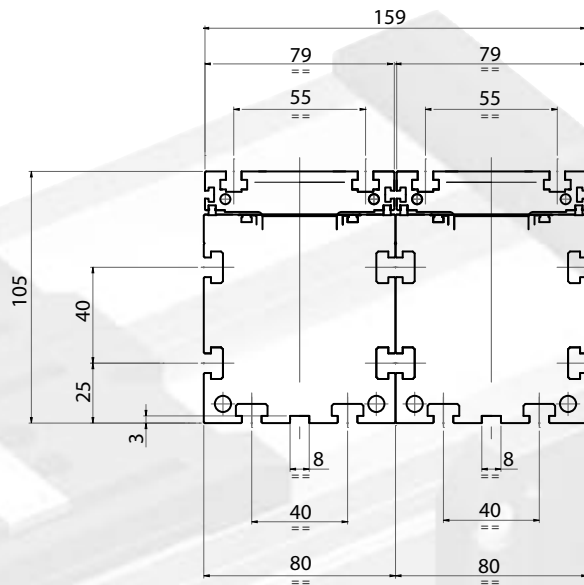 159
79 79
= = = =
55 55
= = = =
105
40
25
3
8 8
= = = =
40 40
= = = =
80 80
= = = =